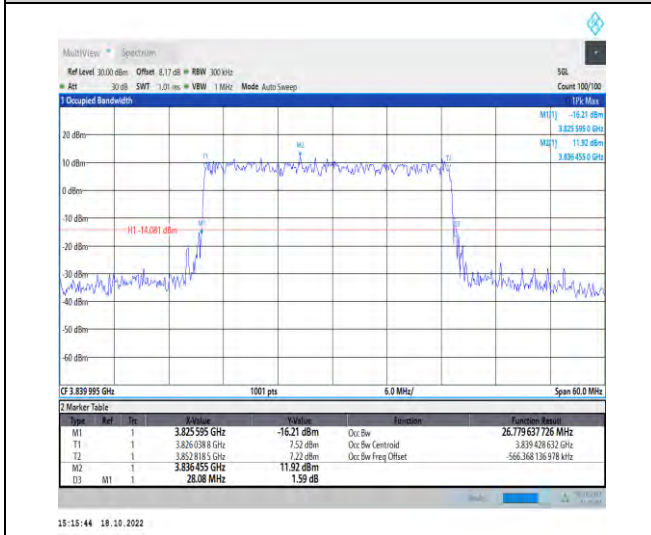 MultiView Spectrum
Ref Level 30.00 dBm Offset 8.17 dB RBW 300 kHz SGL
Att 30 dB SWT 1.01 ms VBW 1 MHz Mode Auto Sweep Count 100/100
1 Occupied Bandwidth 1Pk Max
M1[1] -16.21 dBm
3.825 595 0 GHz
M2[1] 11.92 dBm
3.836 455 0 GHz
20 dBm
M2
T1
T2
10 dBm
0 dBm
-10 dBm
M1
D3
H1 -14.081 dBm
-20 dBm
-30 dBm
-40 dBm
-50 dBm
-60 dBm
CF 3.839 995 GHz 1001 pts 6.0 MHz/ Span 60.0 MHz
2 Marker Table
Type Ref Trc X-Value Y-Value Function Function Result
M1 1 3.825 595 GHz -16.21 dBm Occ Bw 26.779 637 726 MHz
T1 1 3.826 038 8 GHz 7.52 dBm Occ Bw Centroid 3.839 428 632 GHz
T2 1 3.852 818 5 GHz 7.22 dBm Occ Bw Freq Offset -566.368 136 978 kHz
M2 1 3.836 455 GHz 11.92 dBm
D3 M1 1 28.08 MHz 1.59 dB
15:15:44 18.10.2022